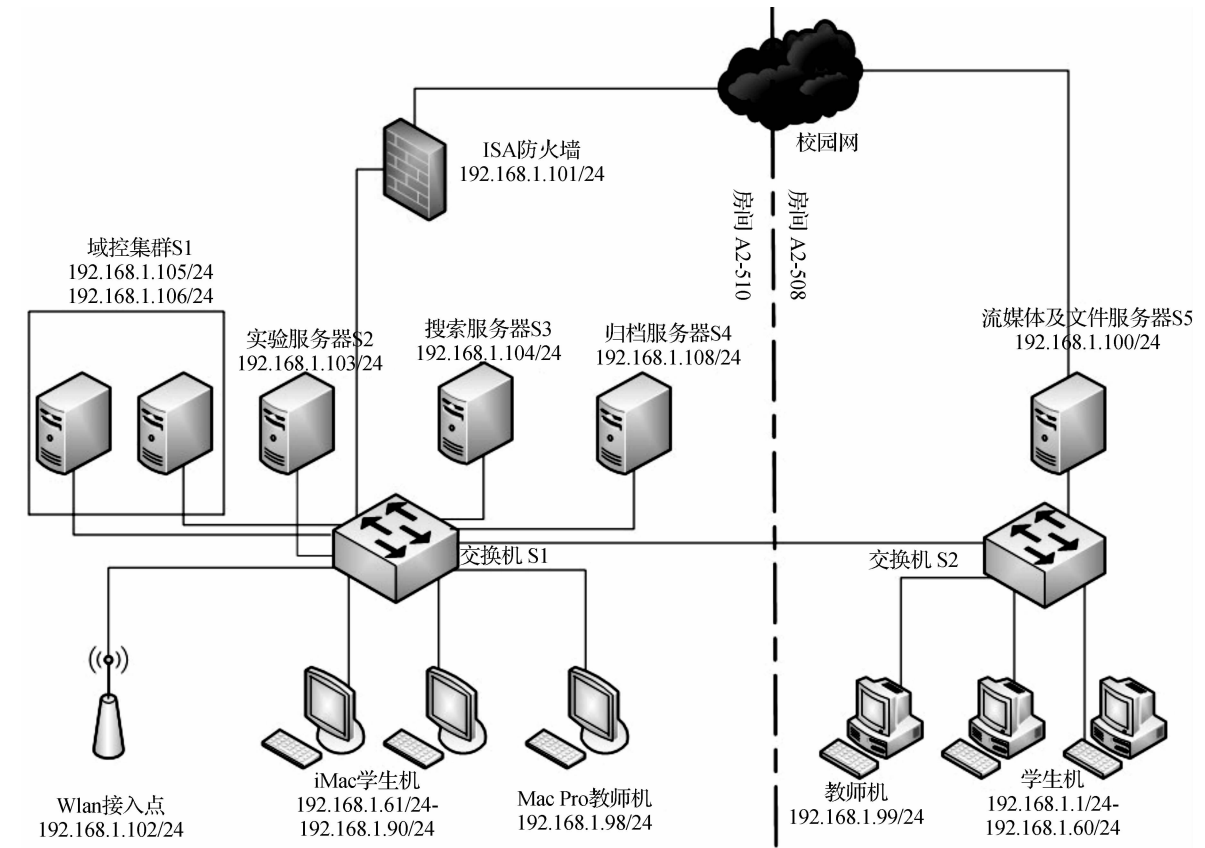 校园网
ISA防火墙
192.168.1.101/24
房间 A2-510
房间 A2-508
域控集群S1
192.168.1.105/24
192.168.1.106/24
实验服务器S2
192.168.1.103/24
搜索服务器S3
192.168.1.104/24
归档服务器S4
192.168.1.108/24
流媒体及文件服务器S5
192.168.1.100/24
交换机 S1
交换机 S2
Wlan接入点
192.168.1.102/24
iMac学生机
192.168.1.61/24-
192.168.1.90/24
Mac Pro教师机
192.168.1.98/24
教师机
192.168.1.99/24
学生机
192.168.1.1/24-
192.168.1.60/24